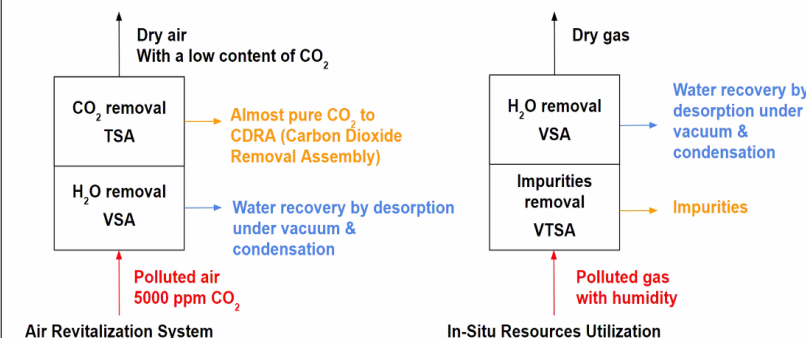 Dry air
With a low content of CO₂
CO₂ removal
TSA
Almost pure CO₂ to
CDRA (Carbon Dioxide
Removal Assembly)
H₂O removal
VSA
Water recovery by desorption
under vacuum &
condensation
Polluted air
5000 ppm CO₂
Air Revitalization System
Dry gas
H₂O removal
VSA
Water recovery by
desorption under
vacuum &
condensation
Impurities
removal
VTSA
Impurities
Polluted gas
with humidity
In-Situ Resources Utilization